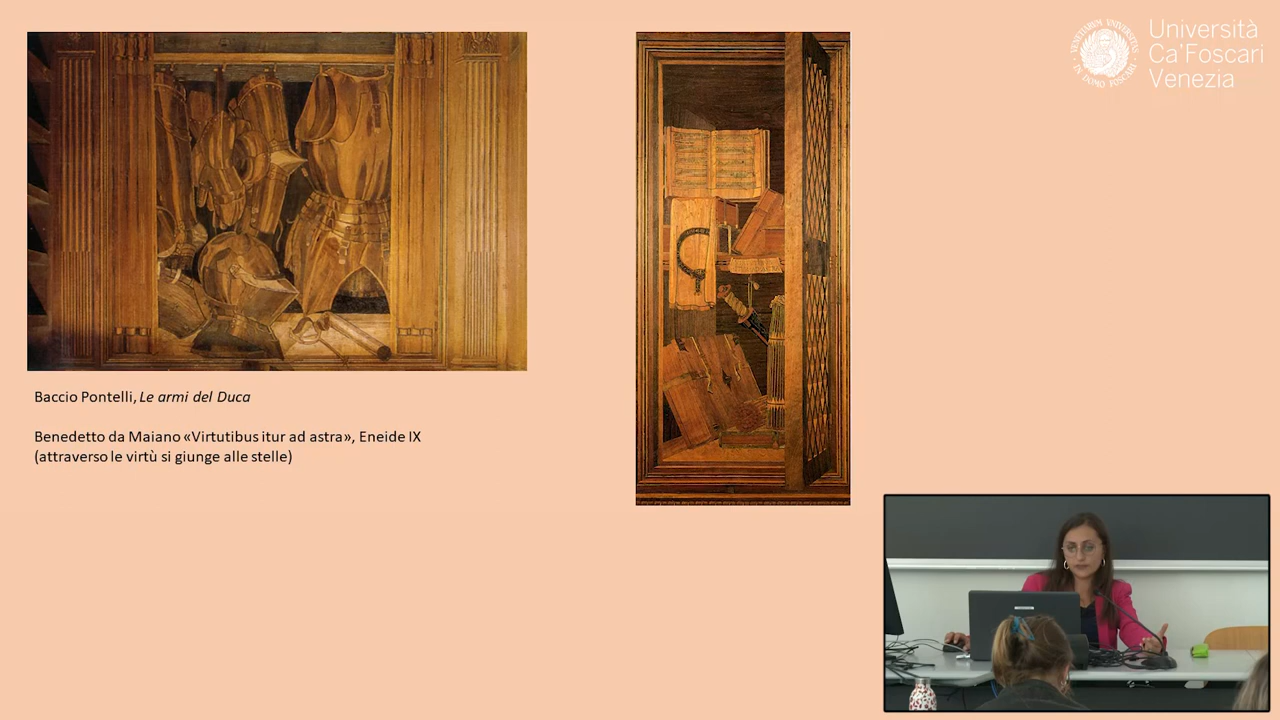 Baccio Pontelli, Le armi del Duca
Benedetto da Maiano «Virtutibus itur ad astra», Eneide IX
(attraverso le virtù si giunge alle stelle)
Università
Ca'Foscari
Venezia